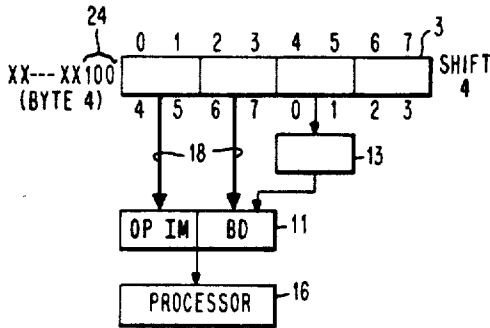 24
0 1 2 3 4 5 6 7 3
XX---XX100 SHIFT
(BYTE 4) 4
4 5 6 7 0 1 2 3
18 13
OP IM BD 11
PROCESSOR 16